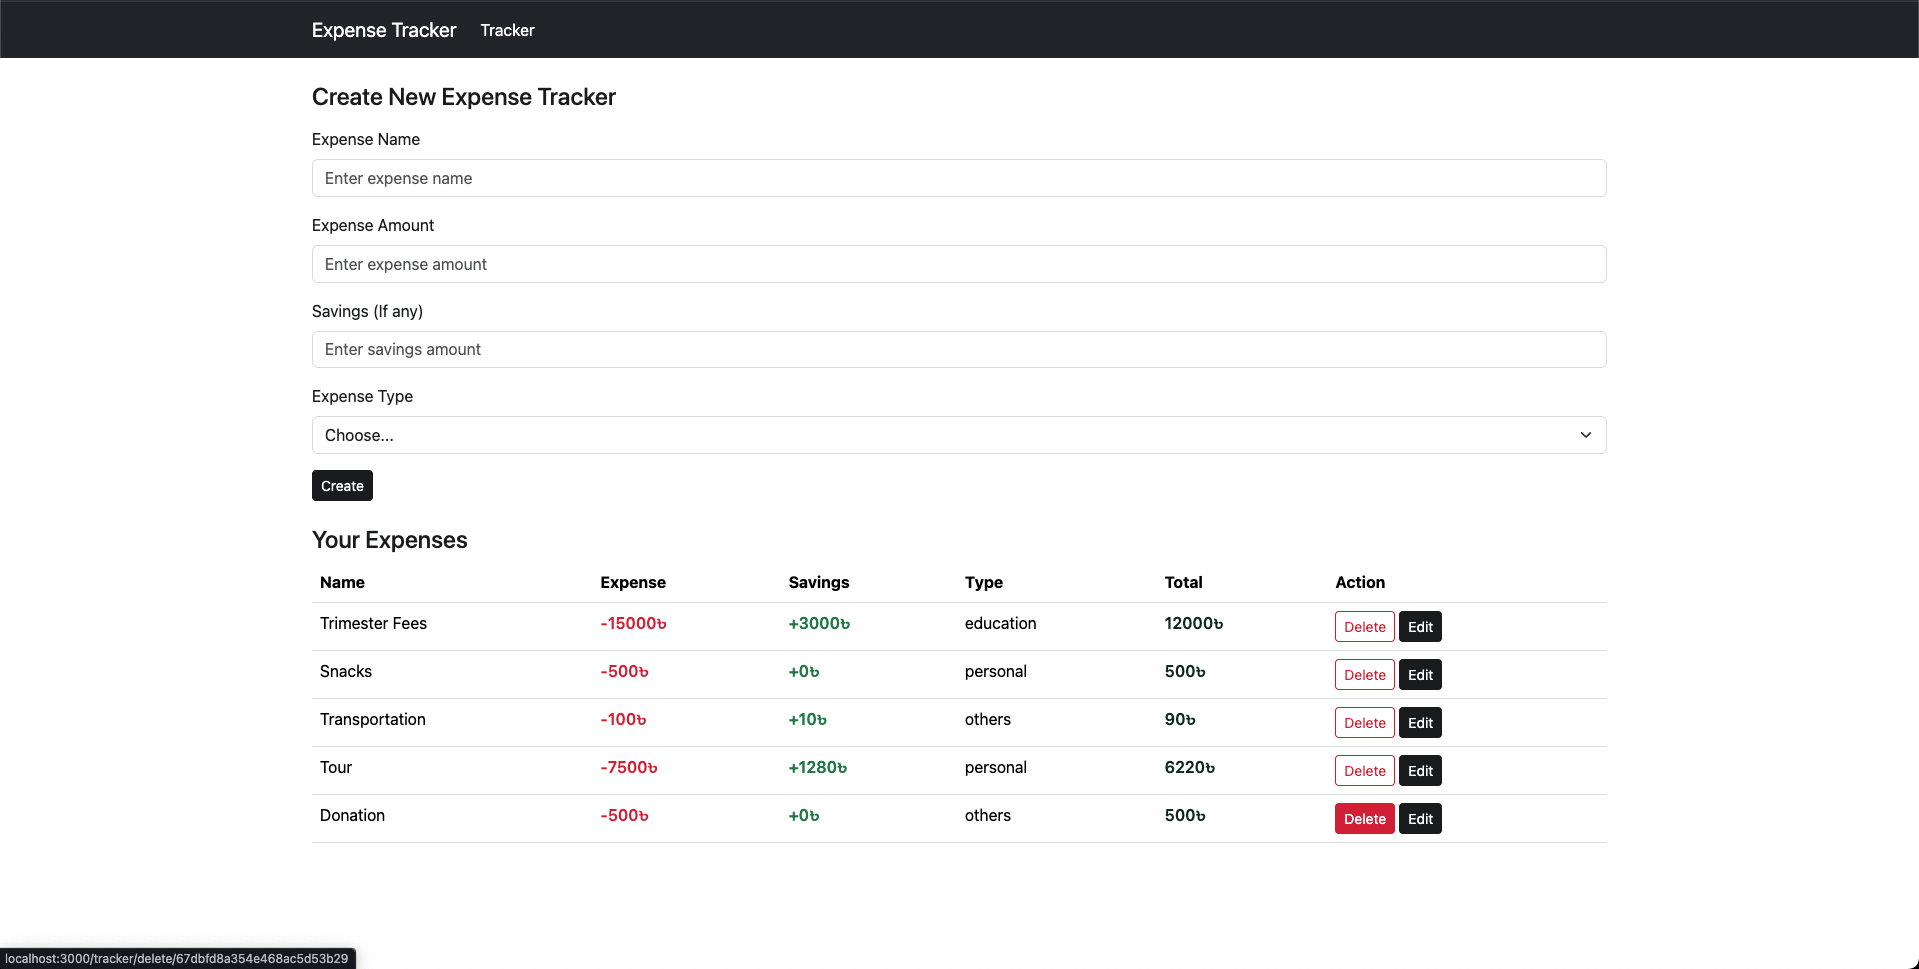 Expense Tracker Tracker
Create New Expense Tracker
Expense Name
Enter expense name
Expense Amount
Enter expense amount
Savings (If any)
Enter savings amount
Expense Type
Choose...
Create
Your Expenses
Name Expense Savings Type Total Action
Trimester Fees -15000৳ +3000৳ education 12000৳ Delete Edit
Snacks -500৳ +0৳ personal 500৳ Delete Edit
Transportation -100৳ +10৳ others 90৳ Delete Edit
Tour -7500৳ +1280৳ personal 6220৳ Delete Edit
Donation -500৳ +0৳ others 500৳ Delete Edit
localhost:3000/tracker/delete/67dbfd8a354e468ac5d53b29